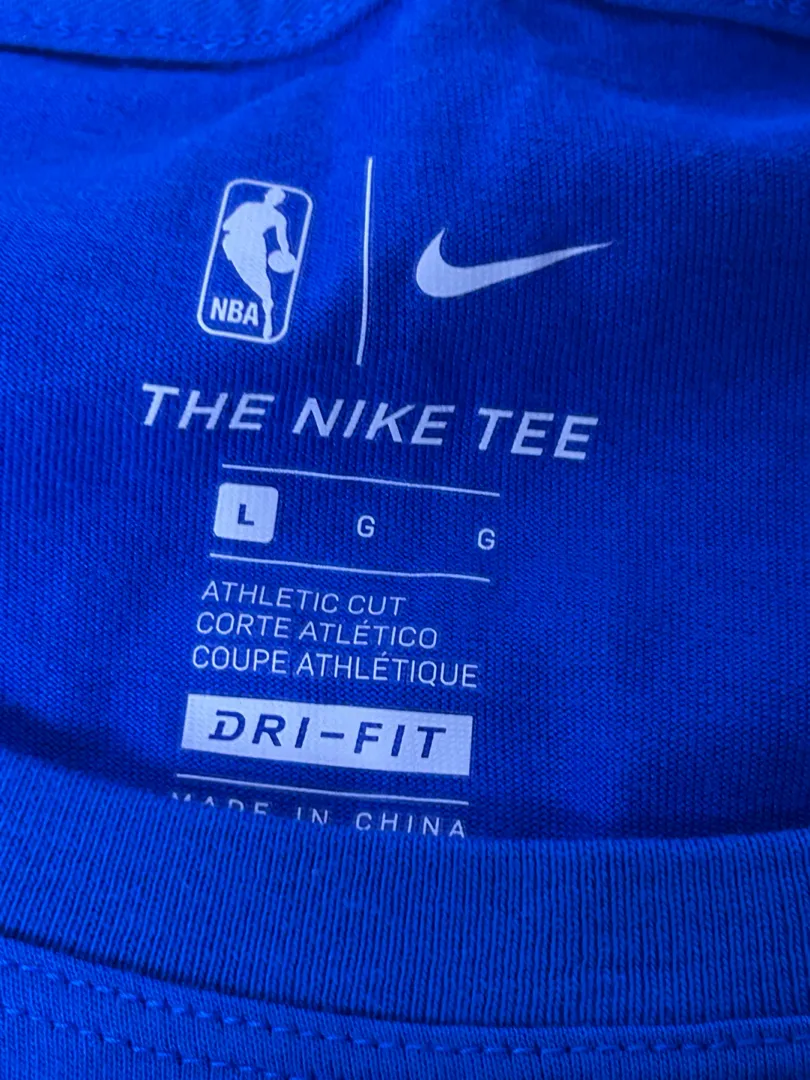 NBA
THE NIKE TEE
L G G
ATHLETIC CUT
CORTE ATLÉTICO
COUPE ATHLÉTIQUE
DRI-FIT
MADE IN CHINA